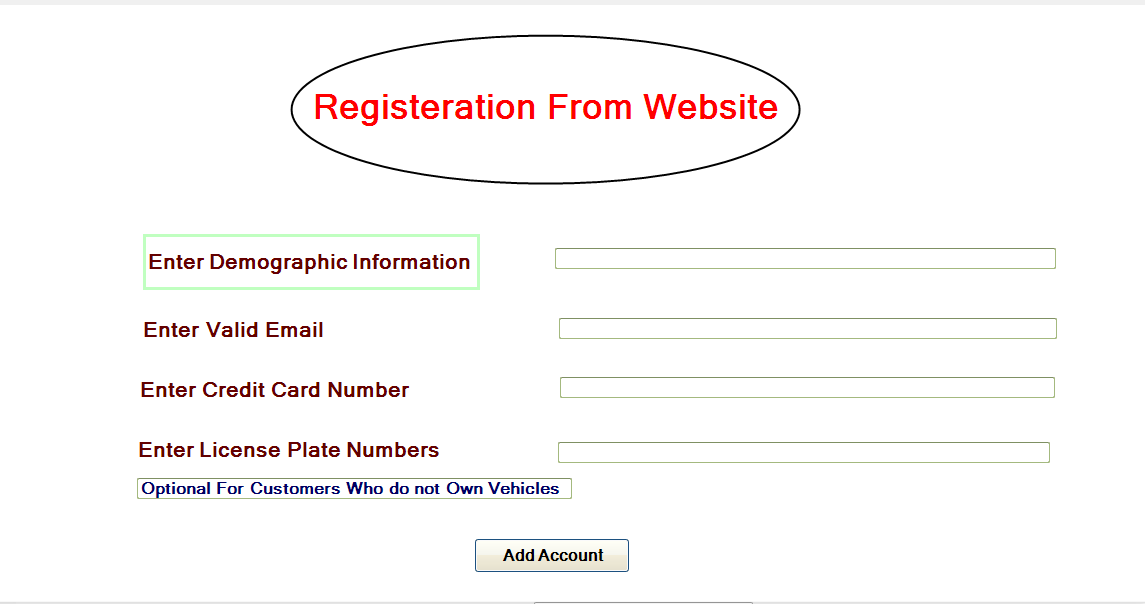 Registeration From Website
Enter Demographic Information
Enter Valid Email
Enter Credit Card Number
Enter License Plate Numbers
Optional For Customers Who do not Own Vehicles
Add Account